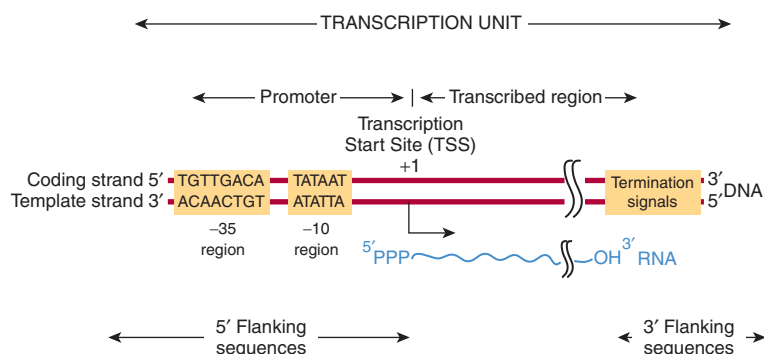 TRANSCRIPTION UNIT
Promoter | Transcribed region
Transcription
Start Site (TSS)
+1
Coding strand 5′ TGTTGACA TATAAT 3′
Template strand 3′ ACAACTGT ATATTA 5′
Termination
signals
DNA
−35
region
−10
region
5′PPP OH3′ RNA
5′ Flanking
sequences
3′ Flanking
sequences